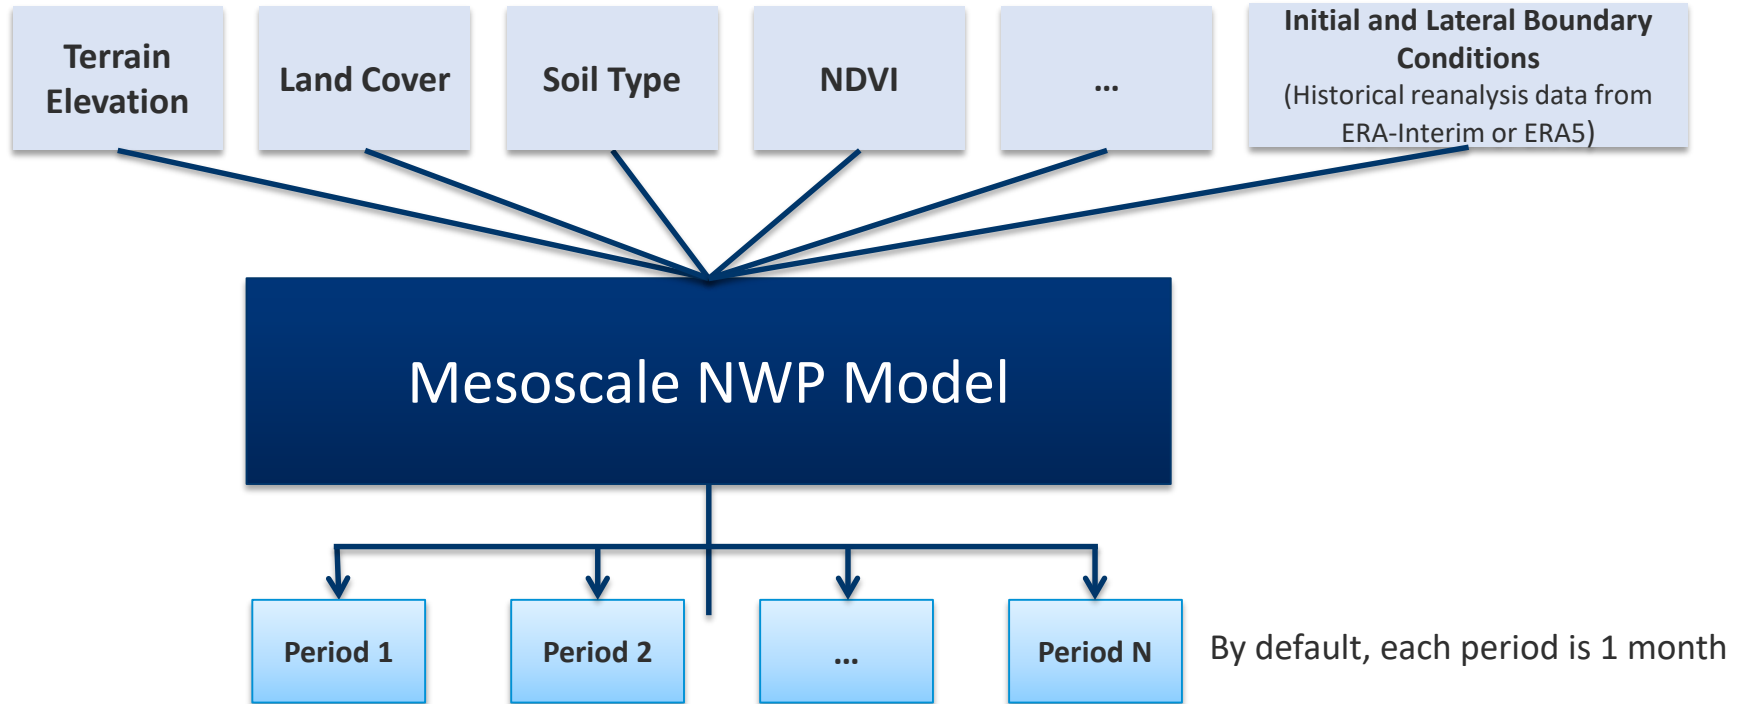 Terrain
Elevation
Land Cover
Soil Type
NDVI
...
Initial and Lateral Boundary
Conditions
(Historical reanalysis data from
ERA-Interim or ERA5)
Mesoscale NWP Model
Period 1
Period 2
...
Period N
By default, each period is 1 month